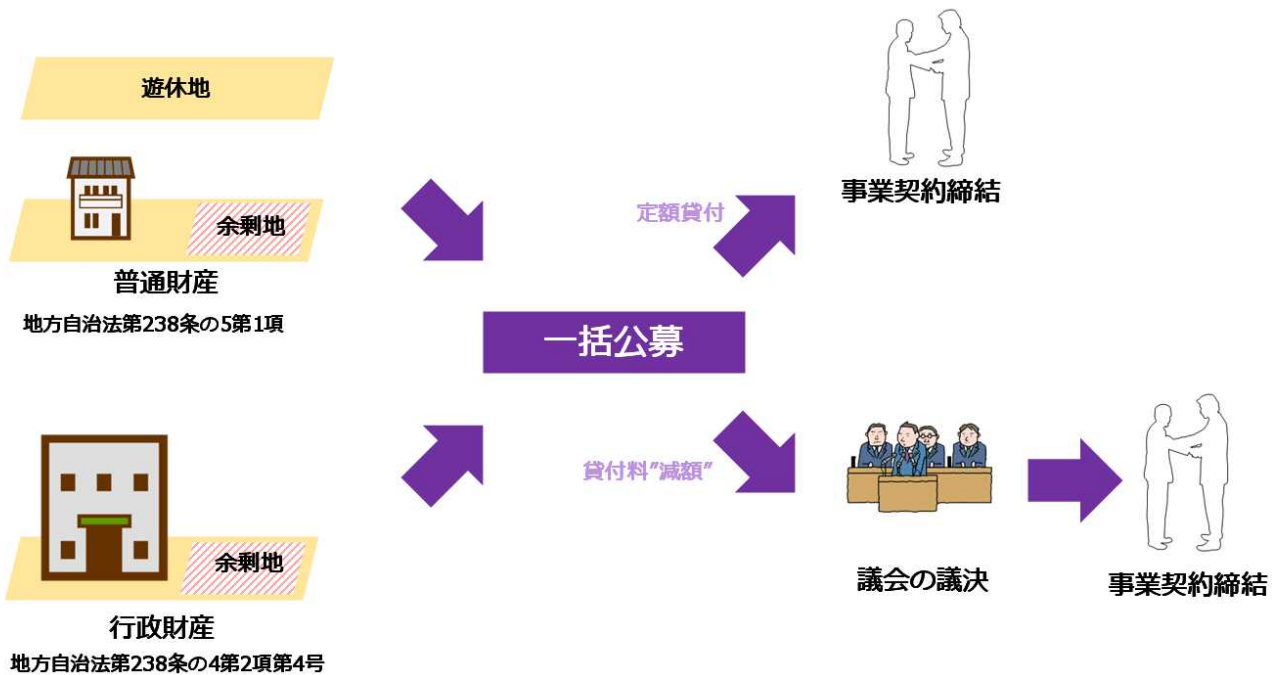 遊休地
余剰地
普通財産
地方自治法第238条の5第1項
余剰地
行政財産
地方自治法第238条の4第2項第4号
一括公募
定額貸付
事業契約締結
貸付料"減額"
議会の議決
事業契約締結